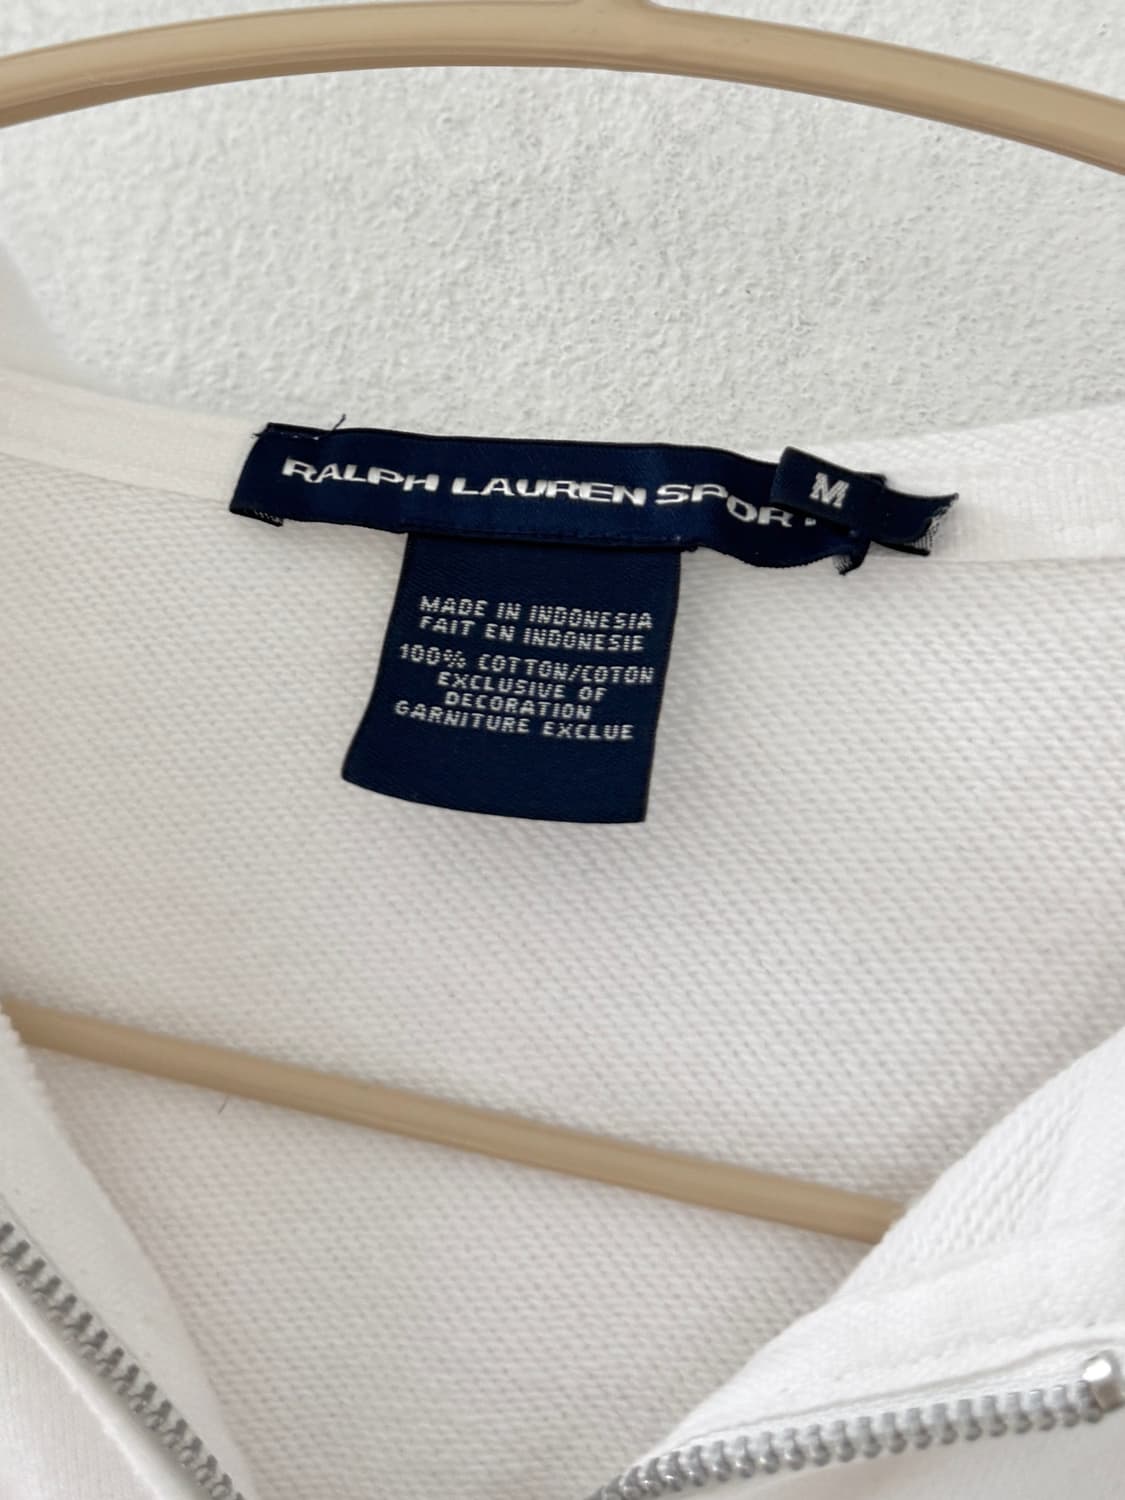 RALPH LAUREN SPORT
M
MADE IN INDONESIA
FAIT EN INDONESIE
100% COTTON/COTON
EXCLUSIVE OF
DECORATION
GARNITURE EXCLUE